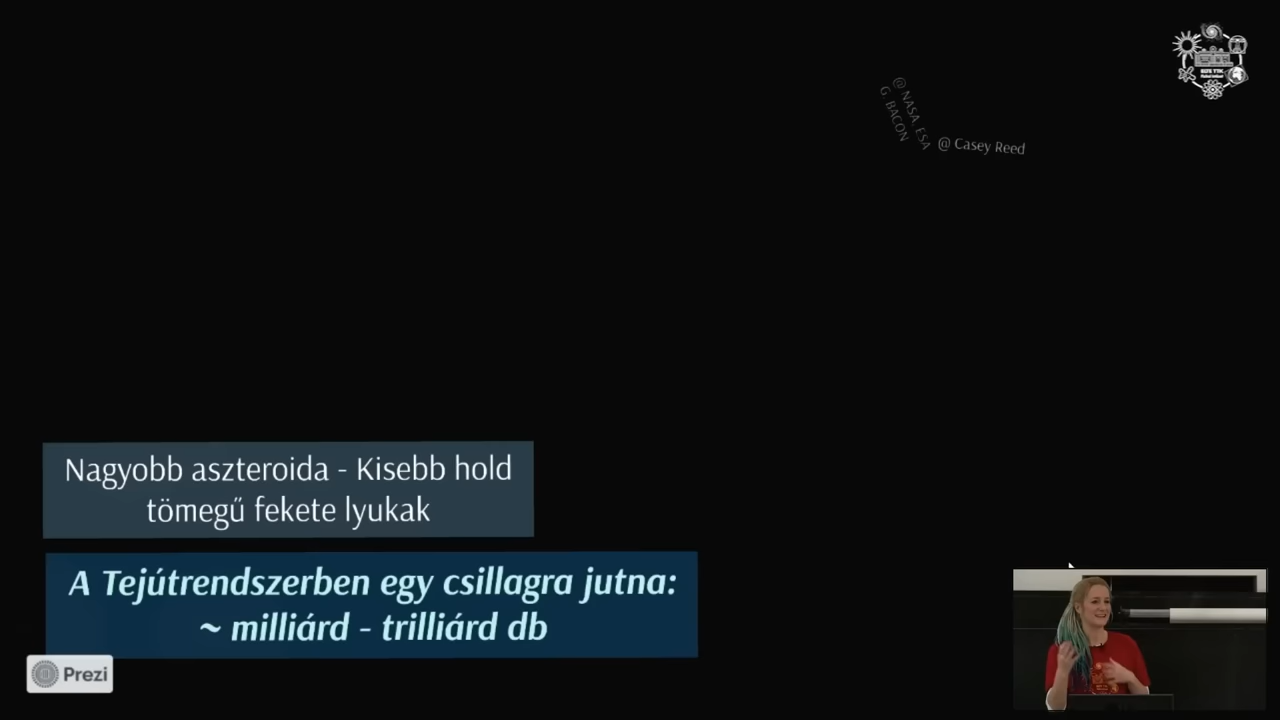 @ NASA, ESA
G. BACON
@ Casey Reed
Nagyobb aszteroida - Kisebb hold
tömegű fekete lyukak
A Tejútrendszerben egy csillagra jutna:
~ milliárd - trilliárd db
Prezi